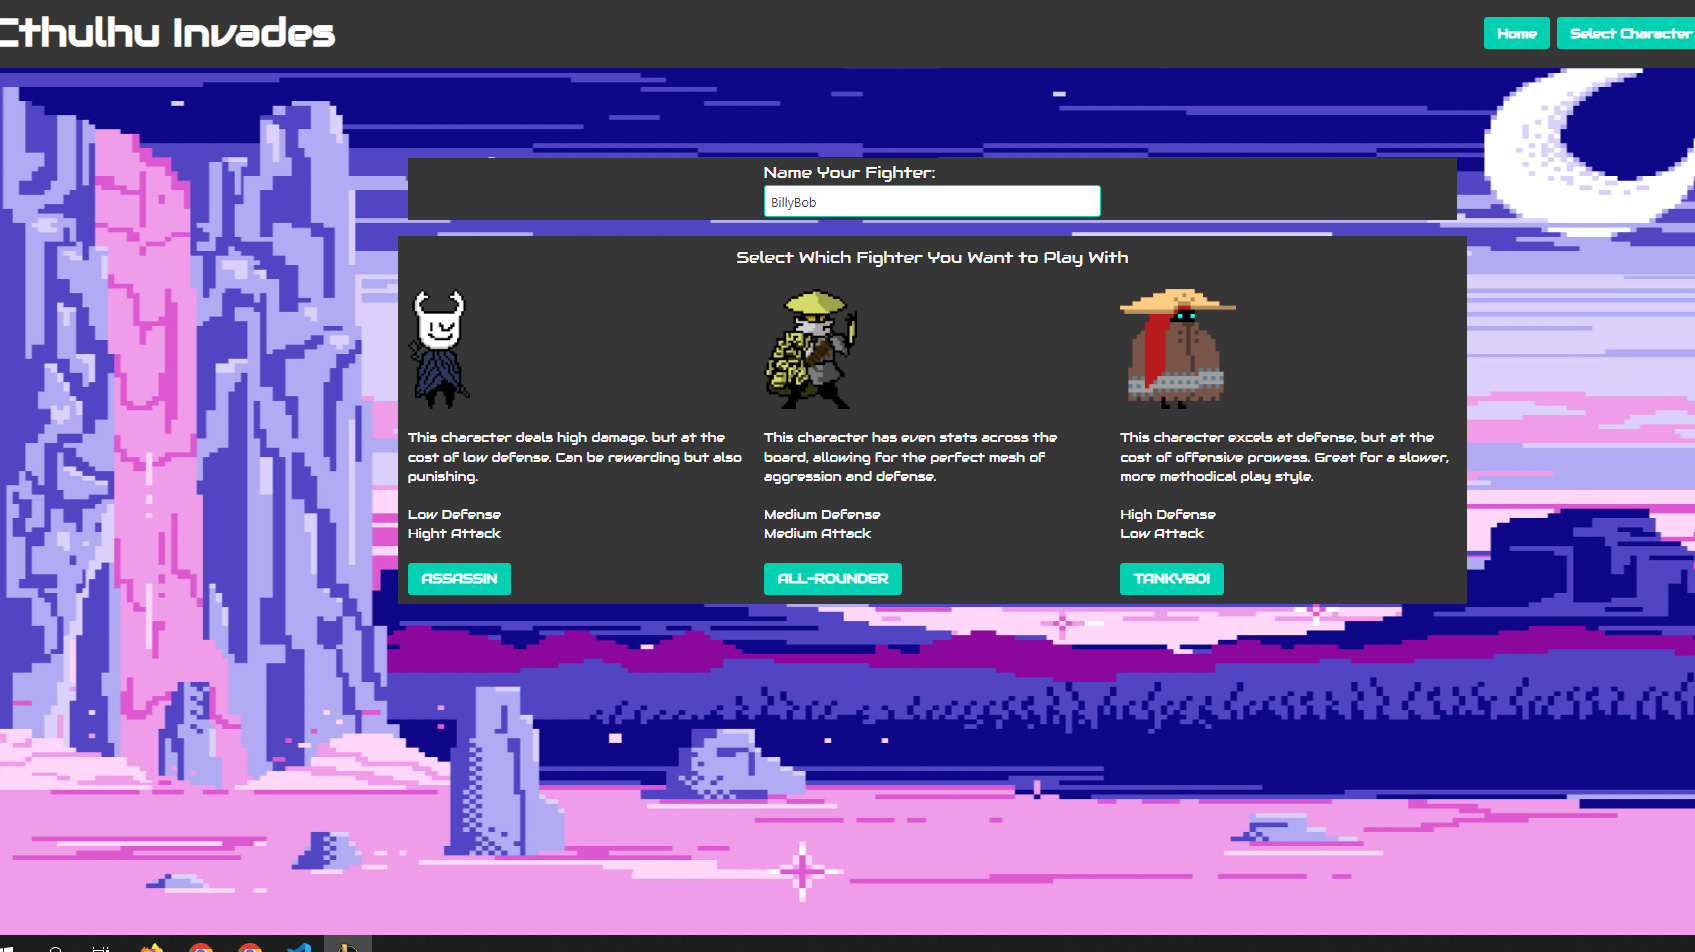 Cthulhu Invades
Home
Select Character
Name Your Fighter:
BillyBob
Select Which Fighter You Want to Play With
This character deals high damage. but at the
cost of low defense. Can be rewarding but also
punishing.
Low Defense
Hight Attack
ASSASSIN
This character has even stats across the
board, allowing for the perfect mesh of
aggression and defense.
Medium Defense
Medium Attack
ALL-ROUNDER
This character excels at defense, but at the
cost of offensive prowess. Great for a slower,
more methodical play style.
High Defense
Low Attack
TANKYBOI